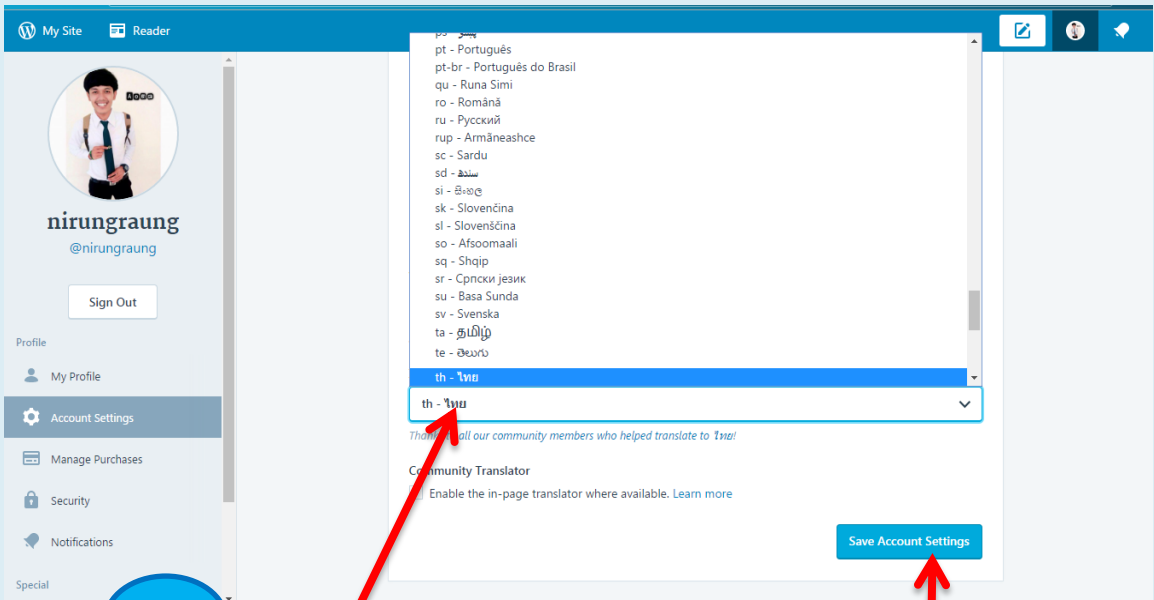 My Site
Reader
nirungraung
@nirungraung
Sign Out
Profile
My Profile
Account Settings
Manage Purchases
Security
Notifications
Special
pt - Português
pt-br - Português do Brasil
qu - Runa Simi
ro - Română
ru - Русский
rup - Armãneashce
sc - Sardu
sd - سندھ
si - සිංහල
sk - Slovenčina
sl - Slovenščina
so - Afsoomaali
sq - Shqip
sr - Српски језик
su - Basa Sunda
sv - Svenska
ta - தமிழ்
te - తెలుగు
th - ไทย
th - ไทย
all our community members who helped translate to ไทย!
Community Translator
Enable the in-page translator where available. Learn more
Save Account Settings